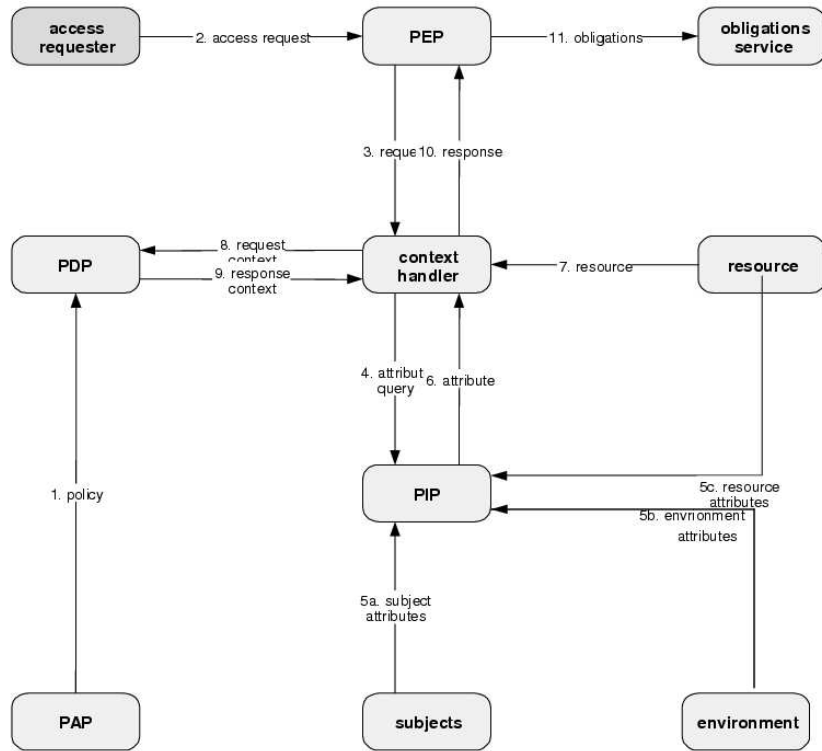 access
requester
2. access request
PEP
11. obligations
obligations
service
3. reque
10. response
8. request
context
PDP
9. response
context
context
handler
7. resource
resource
4. attribut
query
6. attribute
1. policy
PIP
5c. resource
attributes
5b. envrionment
attributes
5a. subject
attributes
PAP
subjects
environment